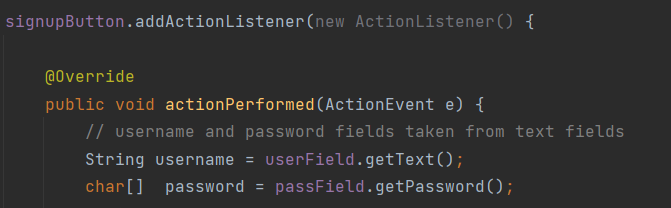 signupButton.addActionListener(new ActionListener() {
@Override
public void actionPerformed(ActionEvent e) {
// username and password fields taken from text fields
String username = userField.getText();
char[]  password = passField.getPassword();